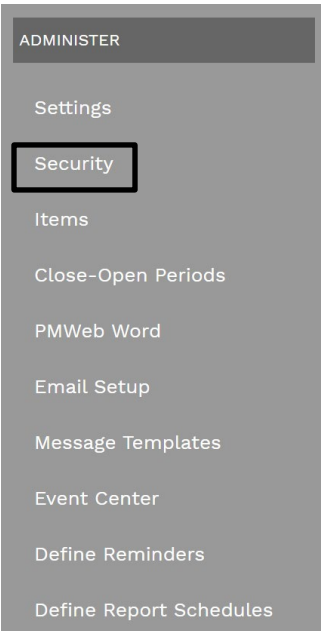 ADMINISTER
Settings
Security
Items
Close-Open Periods
PMWeb Word
Email Setup
Message Templates
Event Center
Define Reminders
Define Report Schedules